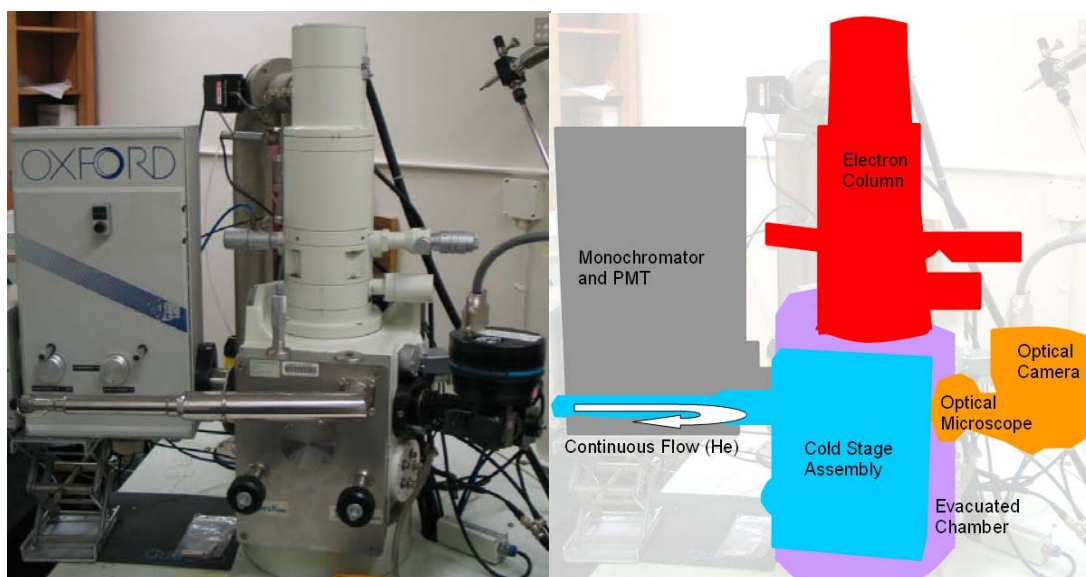 OXFORD
Electron
Column
Monochromator
and PMT
Optical
Camera
Optical
Microscope
Continuous Flow (He)
Cold Stage
Assembly
Evacuated
Chamber